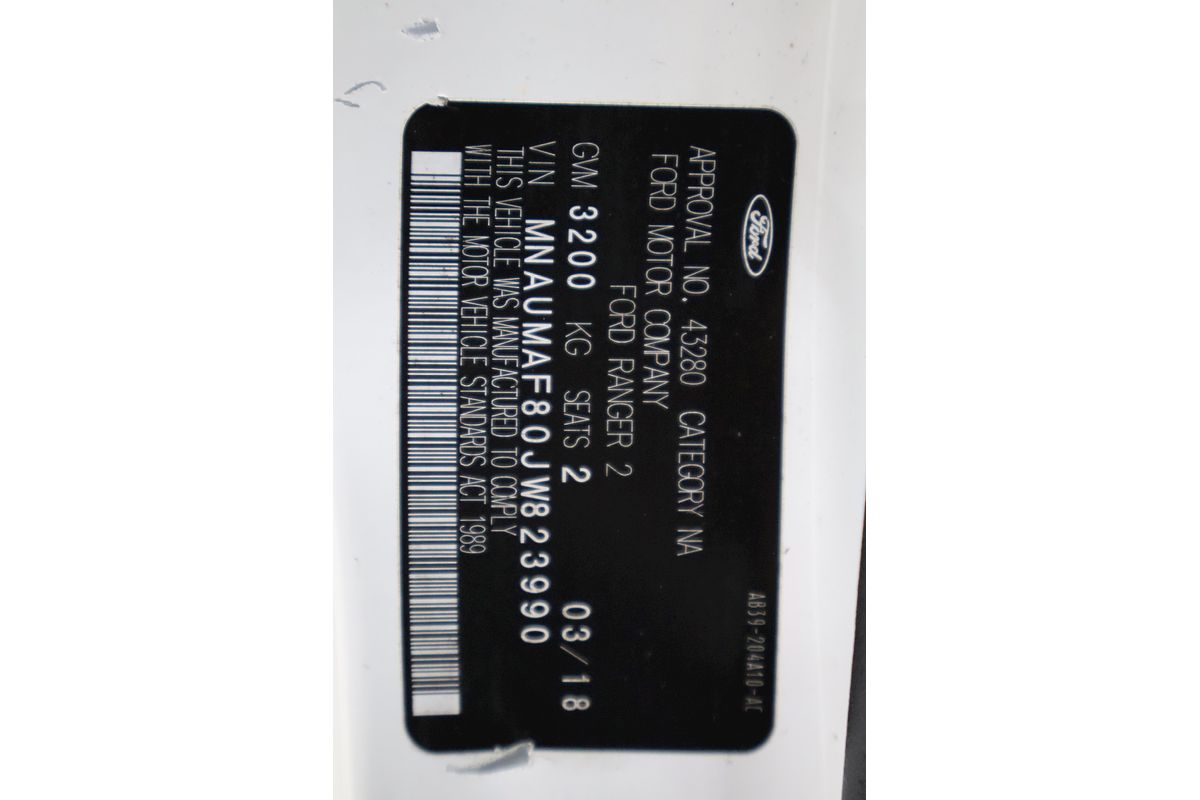 Ford
AB39-204A10-AC
APPROVAL NO. 43280 CATEGORY NA
FORD MOTOR COMPANY
FORD RANGER 2
GVM 3200 KG SEATS 2 03/18
VIN MNAUMAF80JW823990
THIS VEHICLE WAS MANUFACTURED TO COMPLY
WITH THE MOTOR VEHICLE STANDARDS ACT 1989